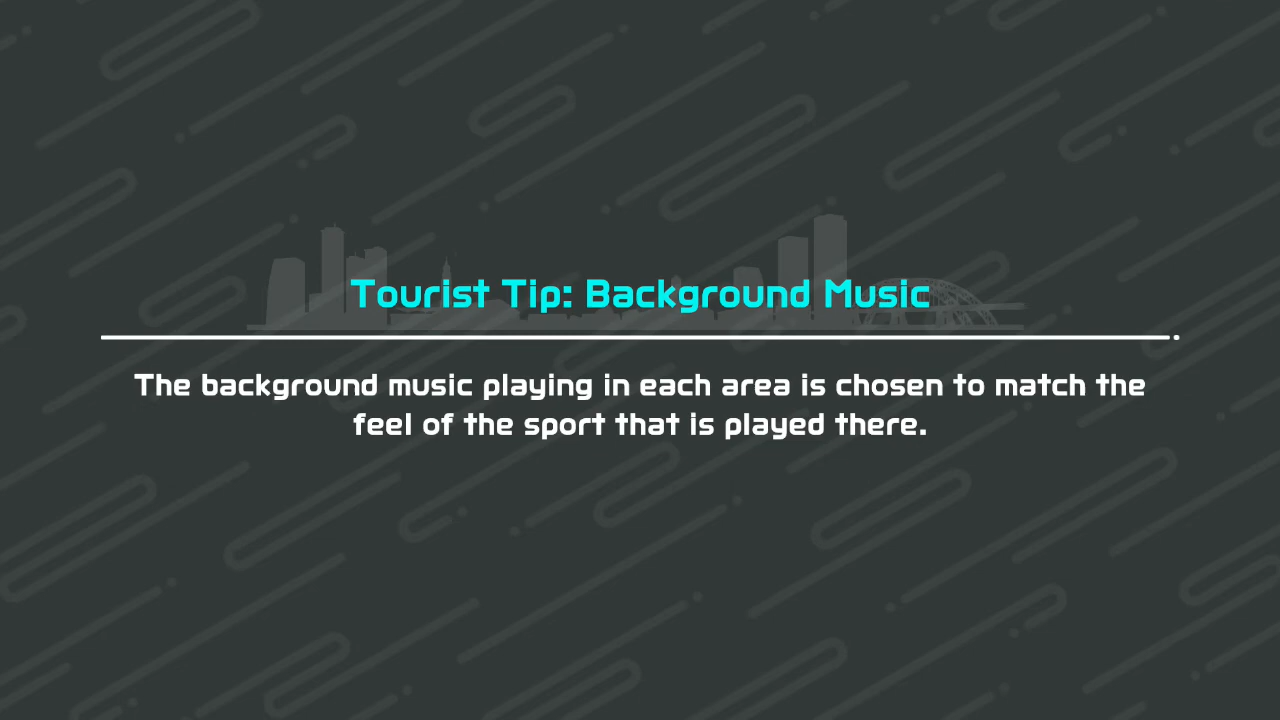 Tourist Tip: Background Music
The background music playing in each area is chosen to match the
feel of the sport that is played there.